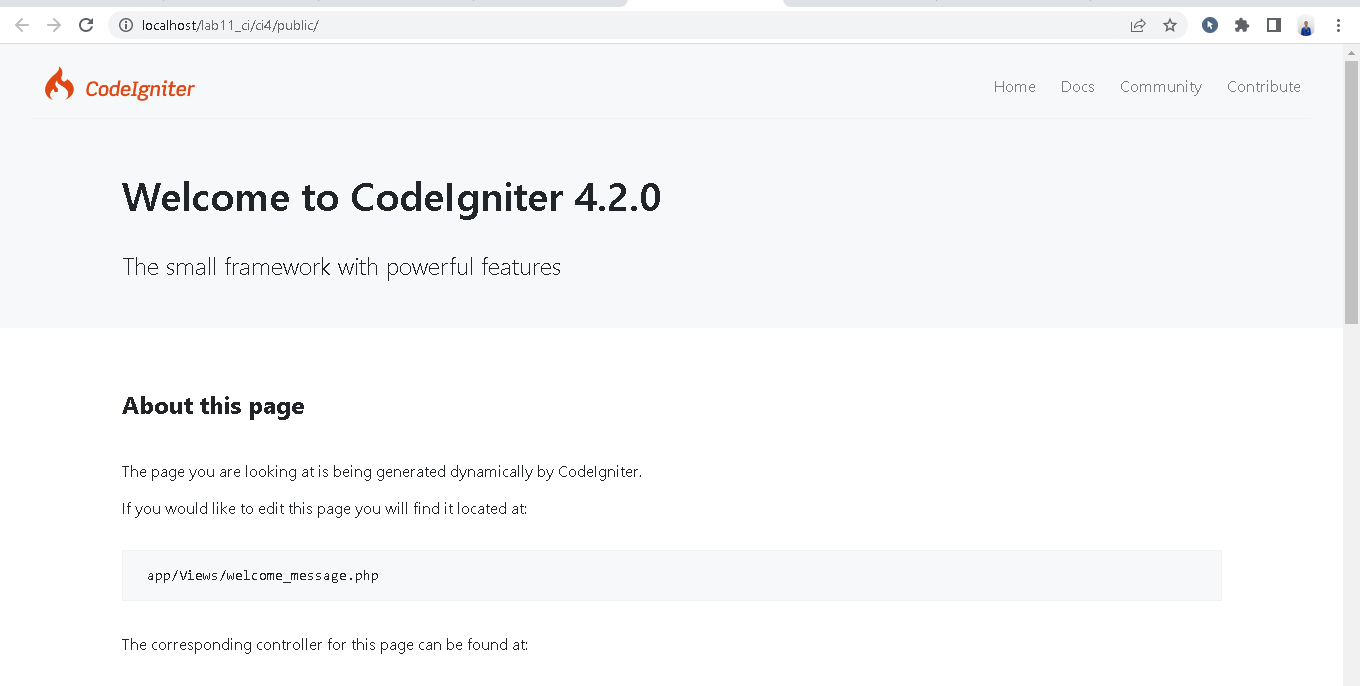 localhost/lab11_ci/ci4/public/
CodeIgniter
Home Docs Community Contribute
Welcome to CodeIgniter 4.2.0
The small framework with powerful features
About this page
The page you are looking at is being generated dynamically by CodeIgniter.
If you would like to edit this page you will find it located at:
app/Views/welcome_message.php
The corresponding controller for this page can be found at: